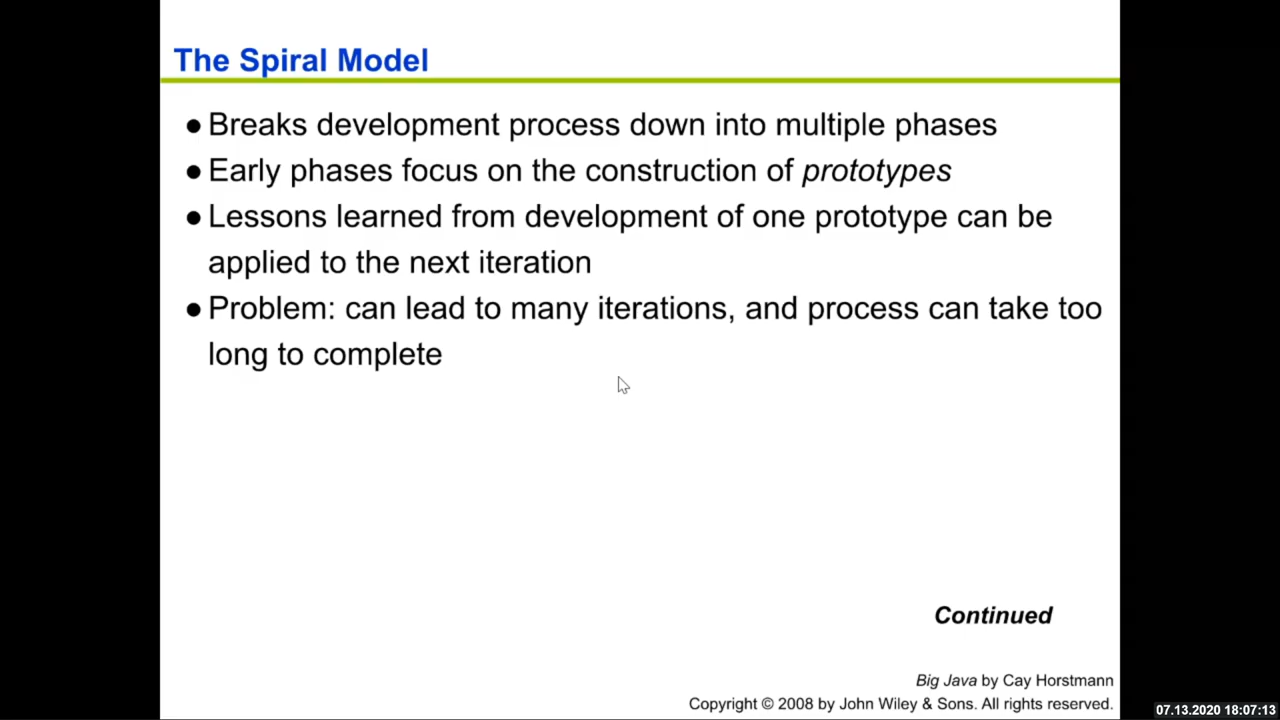 The Spiral Model
●Breaks development process down into multiple phases
●Early phases focus on the construction of prototypes
●Lessons learned from development of one prototype can be
applied to the next iteration
●Problem: can lead to many iterations, and process can take too
long to complete
Continued
Big Java by Cay Horstmann
Copyright © 2008 by John Wiley & Sons. All rights reserved.
07.13.2020 18:07:13